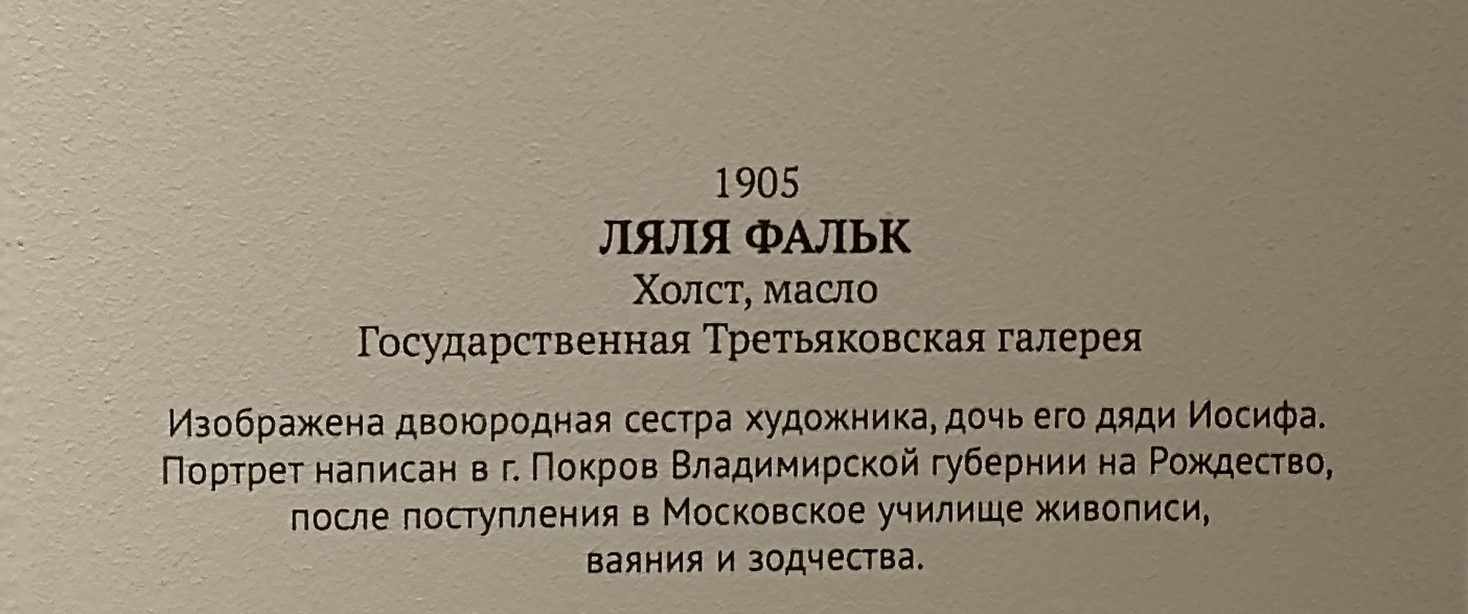 1905
ЛЯЛЯ ФАЛЬК
Холст, масло
Государственная Третьяковская галерея
Изображена двоюродная сестра художника, дочь его дяди Иосифа.
Портрет написан в г. Покров Владимирской губернии на Рождество,
после поступления в Московское училище живописи,
ваяния и зодчества.